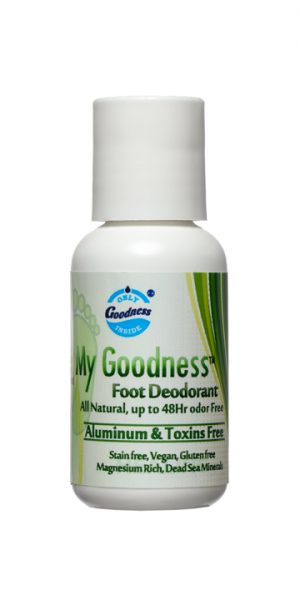 ONLY
Goodness
INSIDE
My Goodness™
Foot Deodorant
All Natural, up to 48Hr odor Free
Aluminum & Toxins Free
Stain free, Vegan, Gluten free
Magnesium Rich, Dead Sea Minerals